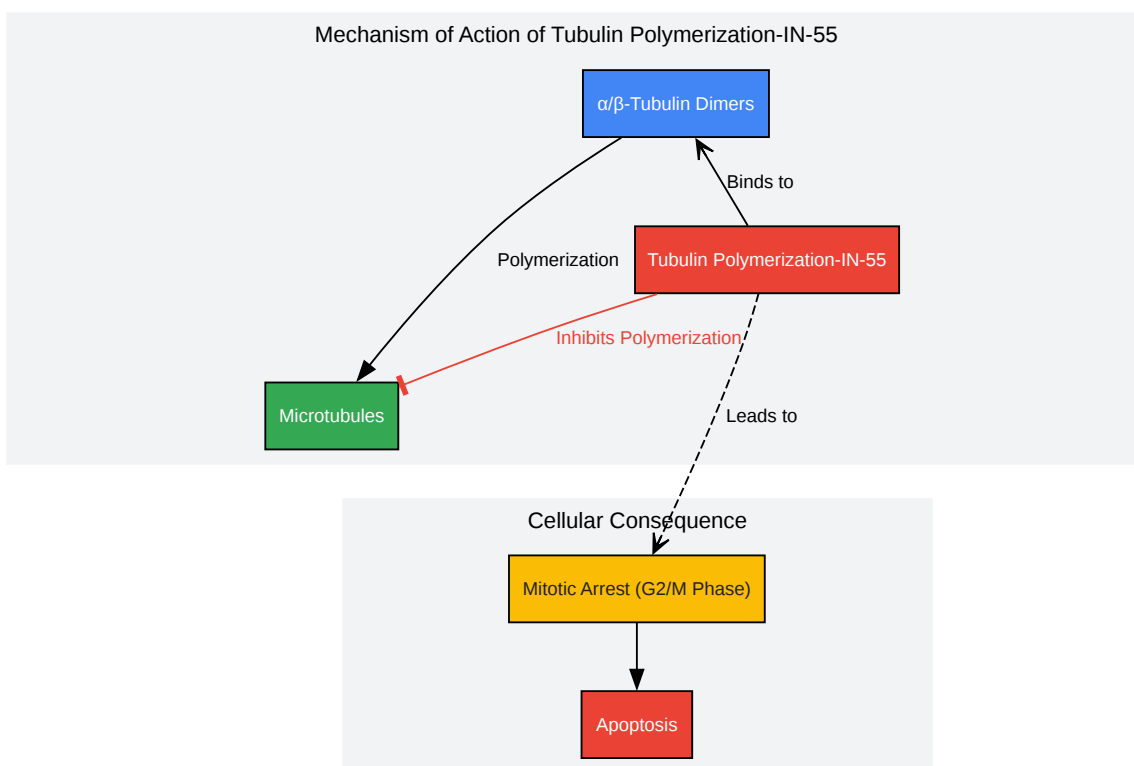 Mechanism of Action of Tubulin Polymerization-IN-55
α/β-Tubulin Dimers
Binds to
Polymerization
Tubulin Polymerization-IN-55
Inhibits Polymerization
Microtubules
Leads to
Cellular Consequence
Mitotic Arrest (G2/M Phase)
Apoptosis